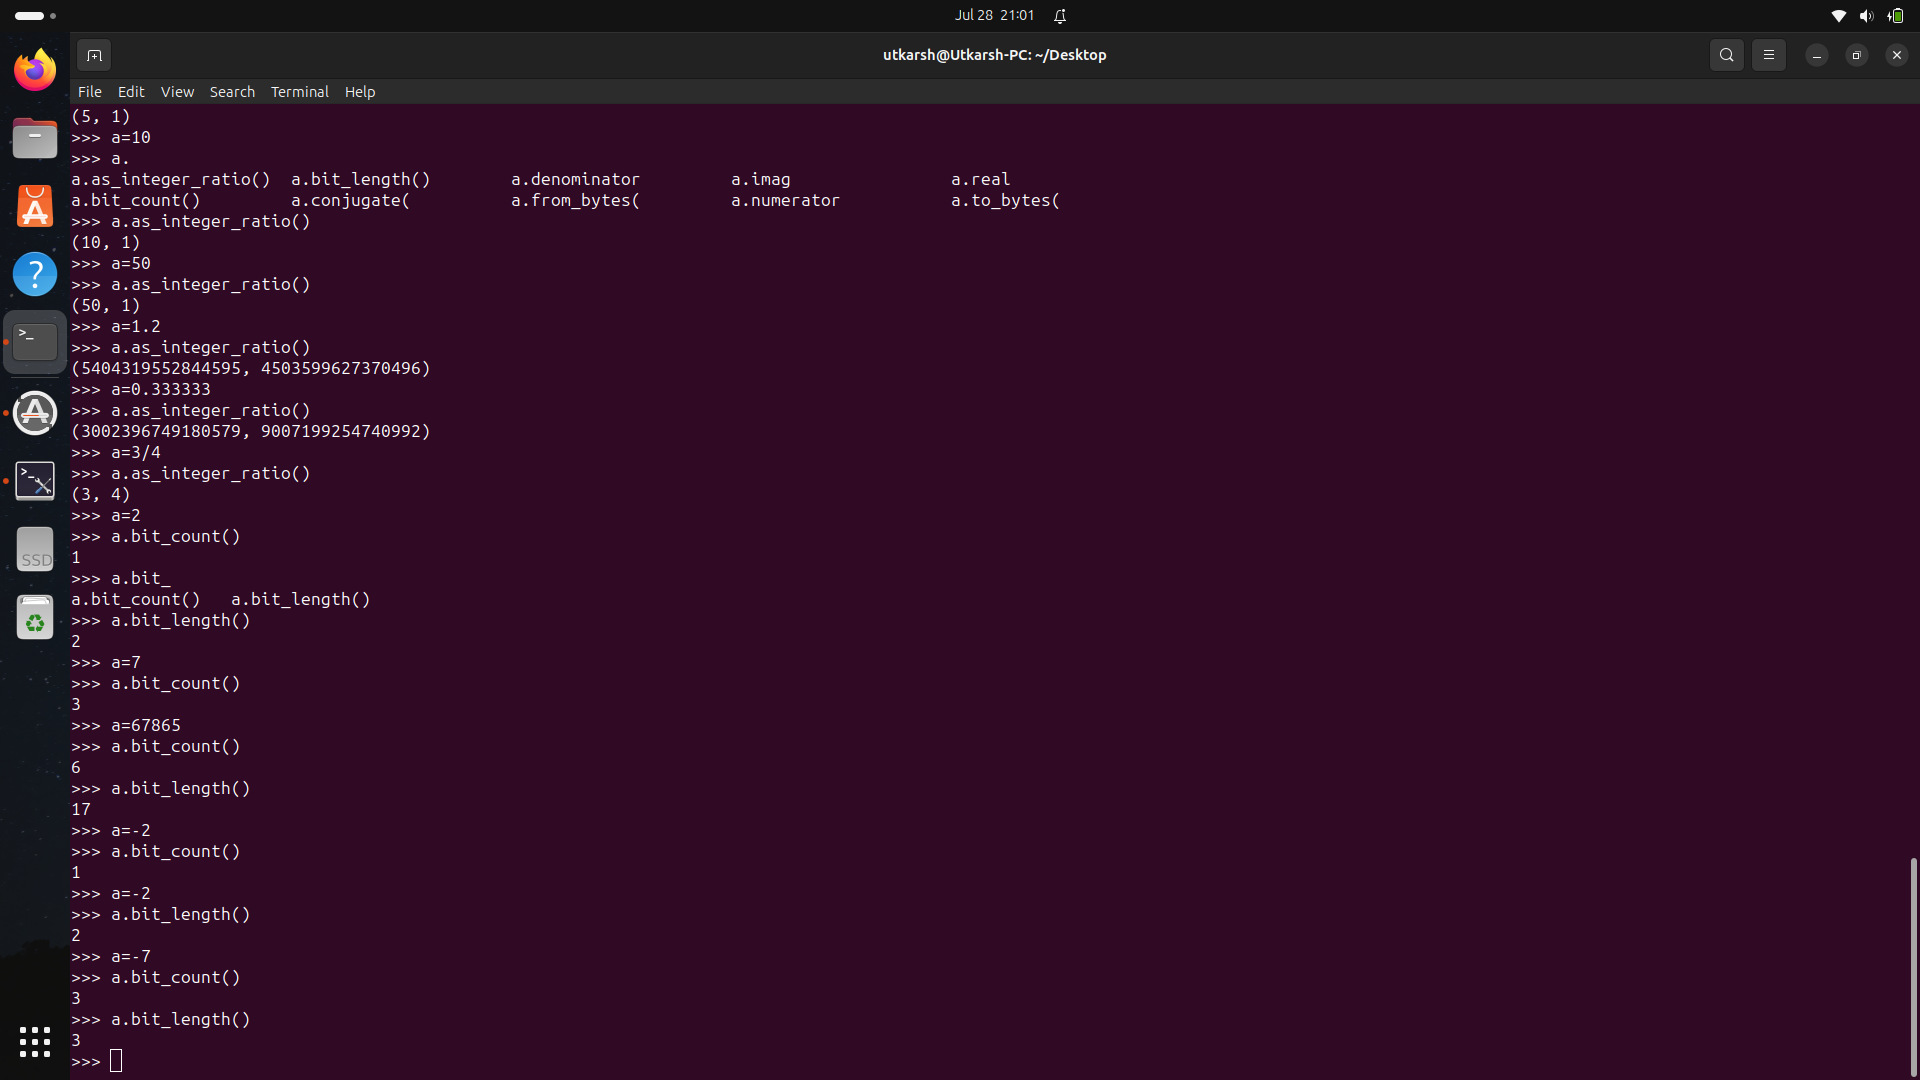 Jul 28 21:01
utkarsh@Utkarsh-PC: ~/Desktop
File Edit View Search Terminal Help
(5, 1)
>>> a=10
>>> a.
a.as_integer_ratio() a.bit_length() a.denominator a.imag a.real
a.bit_count() a.conjugate( a.from_bytes( a.numerator a.to_bytes(
>>> a.as_integer_ratio()
(10, 1)
>>> a=50
>>> a.as_integer_ratio()
(50, 1)
>>> a=1.2
>>> a.as_integer_ratio()
(5404319552844595, 4503599627370496)
>>> a=0.333333
>>> a.as_integer_ratio()
(3002396749180579, 9007199254740992)
>>> a=3/4
>>> a.as_integer_ratio()
(3, 4)
>>> a=2
>>> a.bit_count()
1
>>> a.bit_
a.bit_count() a.bit_length()
>>> a.bit_length()
2
>>> a=7
>>> a.bit_count()
3
>>> a=67865
>>> a.bit_count()
6
>>> a.bit_length()
17
>>> a=-2
>>> a.bit_count()
1
>>> a=-2
>>> a.bit_length()
2
>>> a=-7
>>> a.bit_count()
3
>>> a.bit_length()
3
>>>
SSD